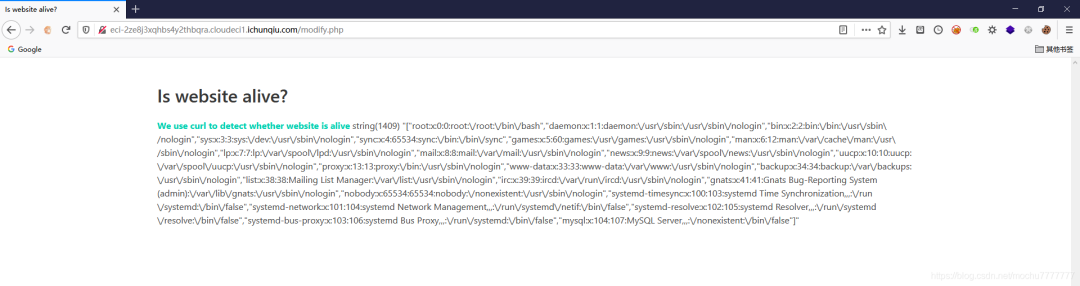 Is website alive?
eci-2ze8j3xqhbs4y2thbqra.cloudeci1.ichunqiu.com/modify.php
Google
其他书签
Is website alive?
We use curl to detect whether website is alive string(1409) "["root:x:0:0:root:\/root:\/bin\/bash","daemon:x:1:1:daemon:\/usr\/sbin:\/usr\/sbin\/nologin","bin:x:2:2:bin:\/bin:\/usr\/sbin\
/nologin","sys:x:3:3:sys:\/dev:\/usr\/sbin\/nologin","sync:x:4:65534:sync:\/bin:\/bin\/sync","games:x:5:60:games:\/usr\/games:\/usr\/sbin\/nologin","man:x:6:12:man:\/var\/cache\/man:\/usr\
/sbin\/nologin","lp:x:7:7:lp:\/var\/spool\/lpd:\/usr\/sbin\/nologin","mail:x:8:8:mail:\/var\/mail:\/usr\/sbin\/nologin","news:x:9:9:news:\/var\/spool\/news:\/usr\/sbin\/nologin","uucp:x:10:10:uucp:
\/var\/spool\/uucp:\/usr\/sbin\/nologin","proxy:x:13:13:proxy:\/bin:\/usr\/sbin\/nologin","www-data:x:33:33:www-data:\/var\/www:\/usr\/sbin\/nologin","backup:x:34:34:backup:\/var\/backups:
\/usr\/sbin\/nologin","list:x:38:38:Mailing List Manager:\/var\/list:\/usr\/sbin\/nologin","irc:x:39:39:ircd:\/var\/run\/ircd:\/usr\/sbin\/nologin","gnats:x:41:41:Gnats Bug-Reporting System
(admin):\/var\/lib\/gnats:\/usr\/sbin\/nologin","nobody:x:65534:65534:nobody:\/nonexistent:\/usr\/sbin\/nologin","systemd-timesync:x:100:103:systemd Time Synchronization,,,:\/run
\/systemd:\/bin\/false","systemd-network:x:101:104:systemd Network Management,,,:\/run\/systemd\/netif:\/bin\/false","systemd-resolve:x:102:105:systemd Resolver,,,:\/run\/systemd
\/resolve:\/bin\/false","systemd-bus-proxy:x:103:106:systemd Bus Proxy,,,:\/run\/systemd:\/bin\/false","mysql:x:104:107:MySQL Server,,,:\/nonexistent:\/bin\/false"]"